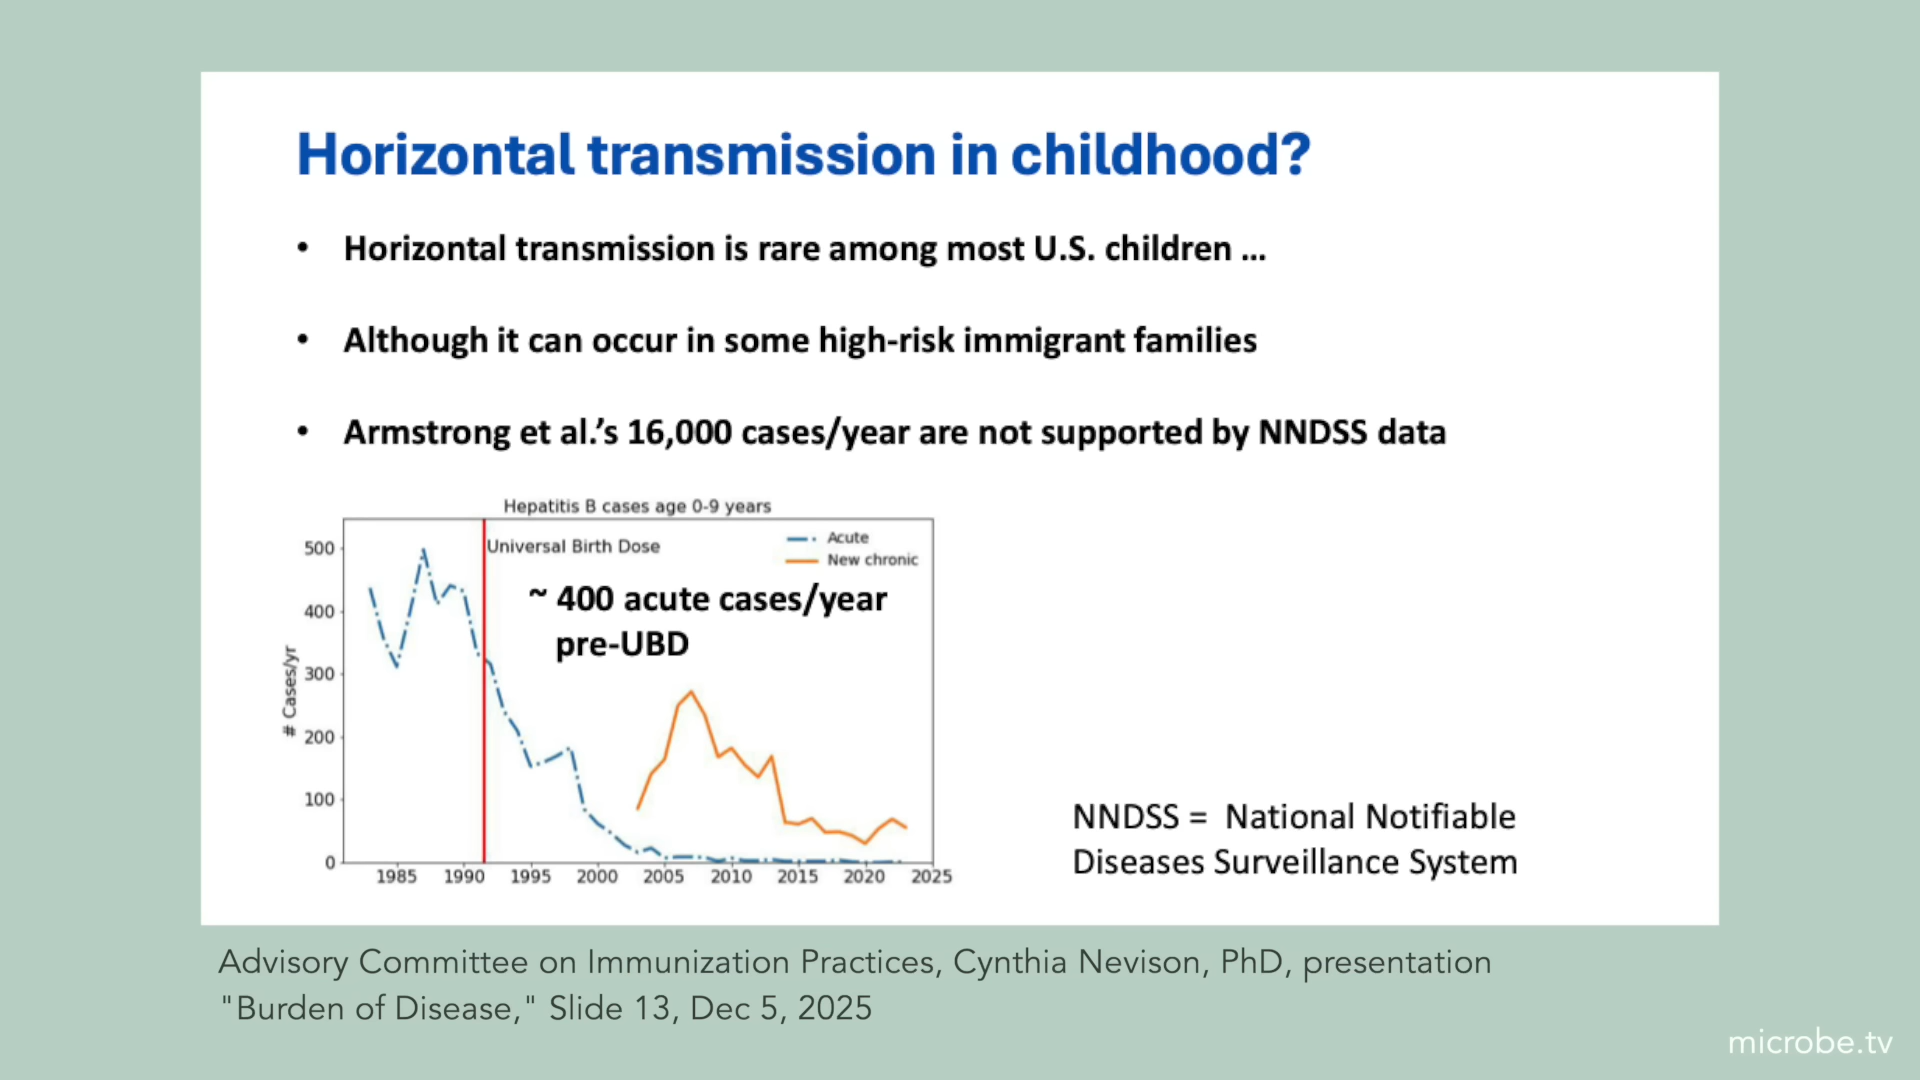 Horizontal transmission in childhood?
• Horizontal transmission is rare among most U.S. children ...
• Although it can occur in some high-risk immigrant families
• Armstrong et al.'s 16,000 cases/year are not supported by NNDSS data
Hepatitis B cases age 0-9 years
Universal Birth Dose
Acute
New chronic
~ 400 acute cases/year
pre-UBD
# Cases/yr
500
400
300
200
100
0
1985 1990 1995 2000 2005 2010 2015 2020 2025
NNDSS = National Notifiable
Diseases Surveillance System
Advisory Committee on Immunization Practices, Cynthia Nevison, PhD, presentation
"Burden of Disease," Slide 13, Dec 5, 2025
microbe.tv